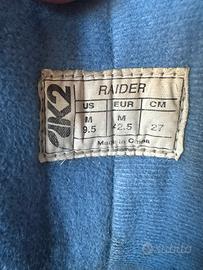 K2
RAIDER
US EUR CM
M M
9.5 42.5 27
Made in China
subito